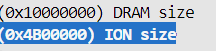 (0x10000000) DRAM size
(0x4B00000) ION size